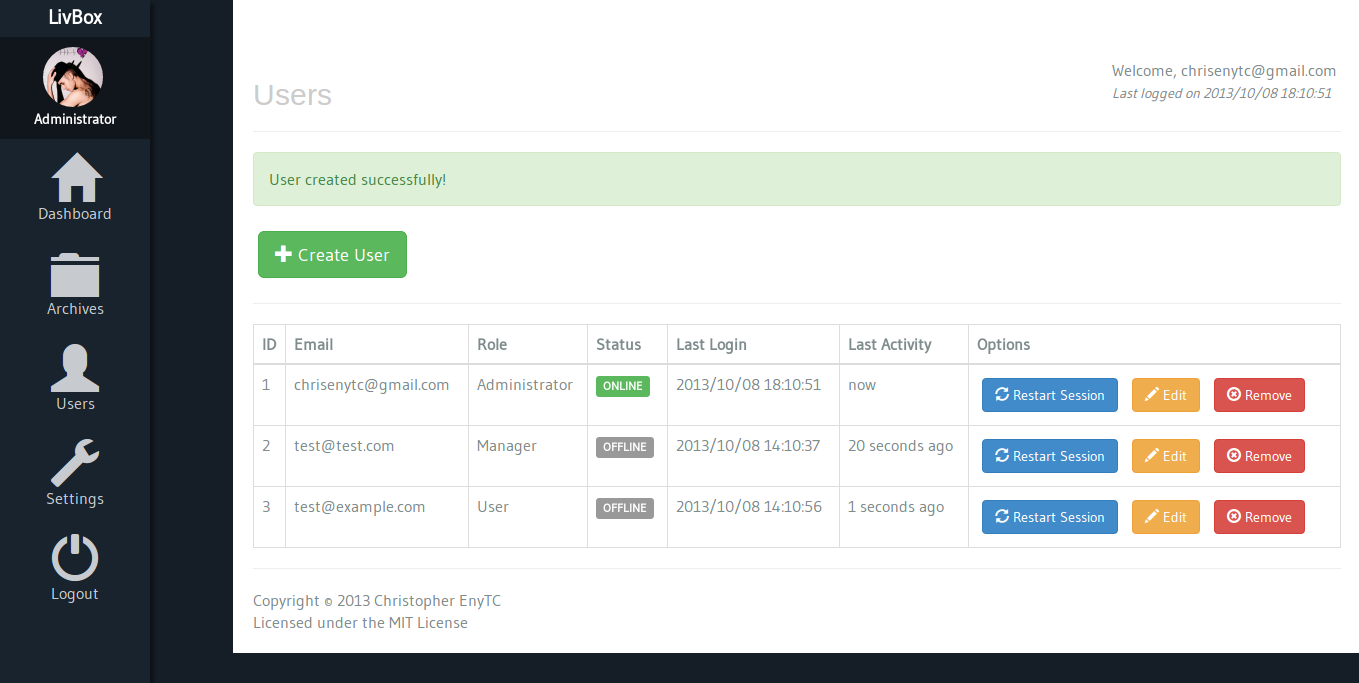 LivBox
Administrator
Dashboard
Archives
Users
Settings
Logout
Welcome, chrisenytc@gmail.com
Users
Last logged on 2013/10/08 18:10:51
User created successfully!
Create User
ID Email Role Status Last Login Last Activity Options
1 chrisenytc@gmail.com Administrator ONLINE 2013/10/08 18:10:51 now Restart Session Edit Remove
2 test@test.com Manager OFFLINE 2013/10/08 14:10:37 20 seconds ago Restart Session Edit Remove
3 test@example.com User OFFLINE 2013/10/08 14:10:56 1 seconds ago Restart Session Edit Remove
Copyright © 2013 Christopher EnyTC
Licensed under the MIT License